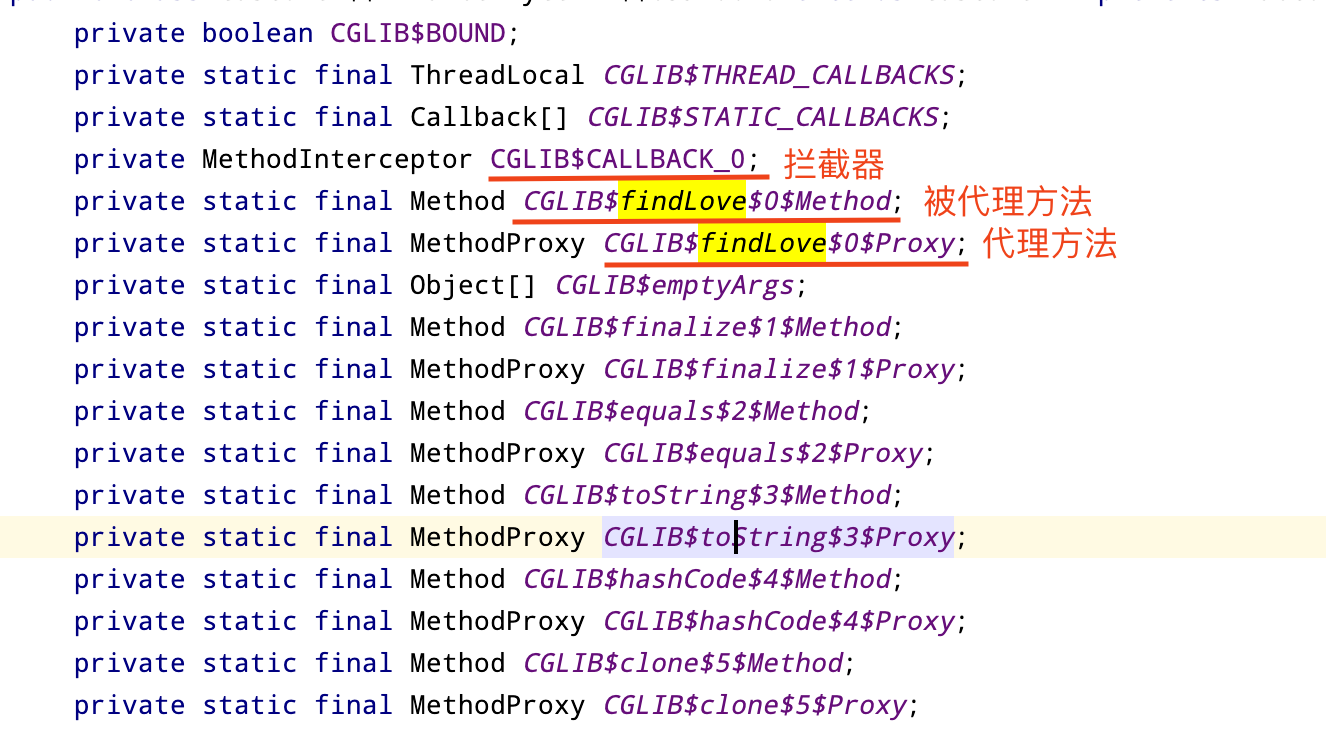 private boolean CGLIB$BOUND;
private static final ThreadLocal CGLIB$THREAD_CALLBACKS;
private static final Callback[] CGLIB$STATIC_CALLBACKS;
private MethodInterceptor CGLIB$CALLBACK_0; 拦截器
private static final Method CGLIB$findLove$0$Method; 被代理方法
private static final MethodProxy CGLIB$findLove$0$Proxy; 代理方法
private static final Object[] CGLIB$emptyArgs;
private static final Method CGLIB$finalize$1$Method;
private static final MethodProxy CGLIB$finalize$1$Proxy;
private static final Method CGLIB$equals$2$Method;
private static final MethodProxy CGLIB$equals$2$Proxy;
private static final Method CGLIB$toString$3$Method;
private static final MethodProxy CGLIB$toString$3$Proxy;
private static final Method CGLIB$hashCode$4$Method;
private static final MethodProxy CGLIB$hashCode$4$Proxy;
private static final Method CGLIB$clone$5$Method;
private static final MethodProxy CGLIB$clone$5$Proxy;